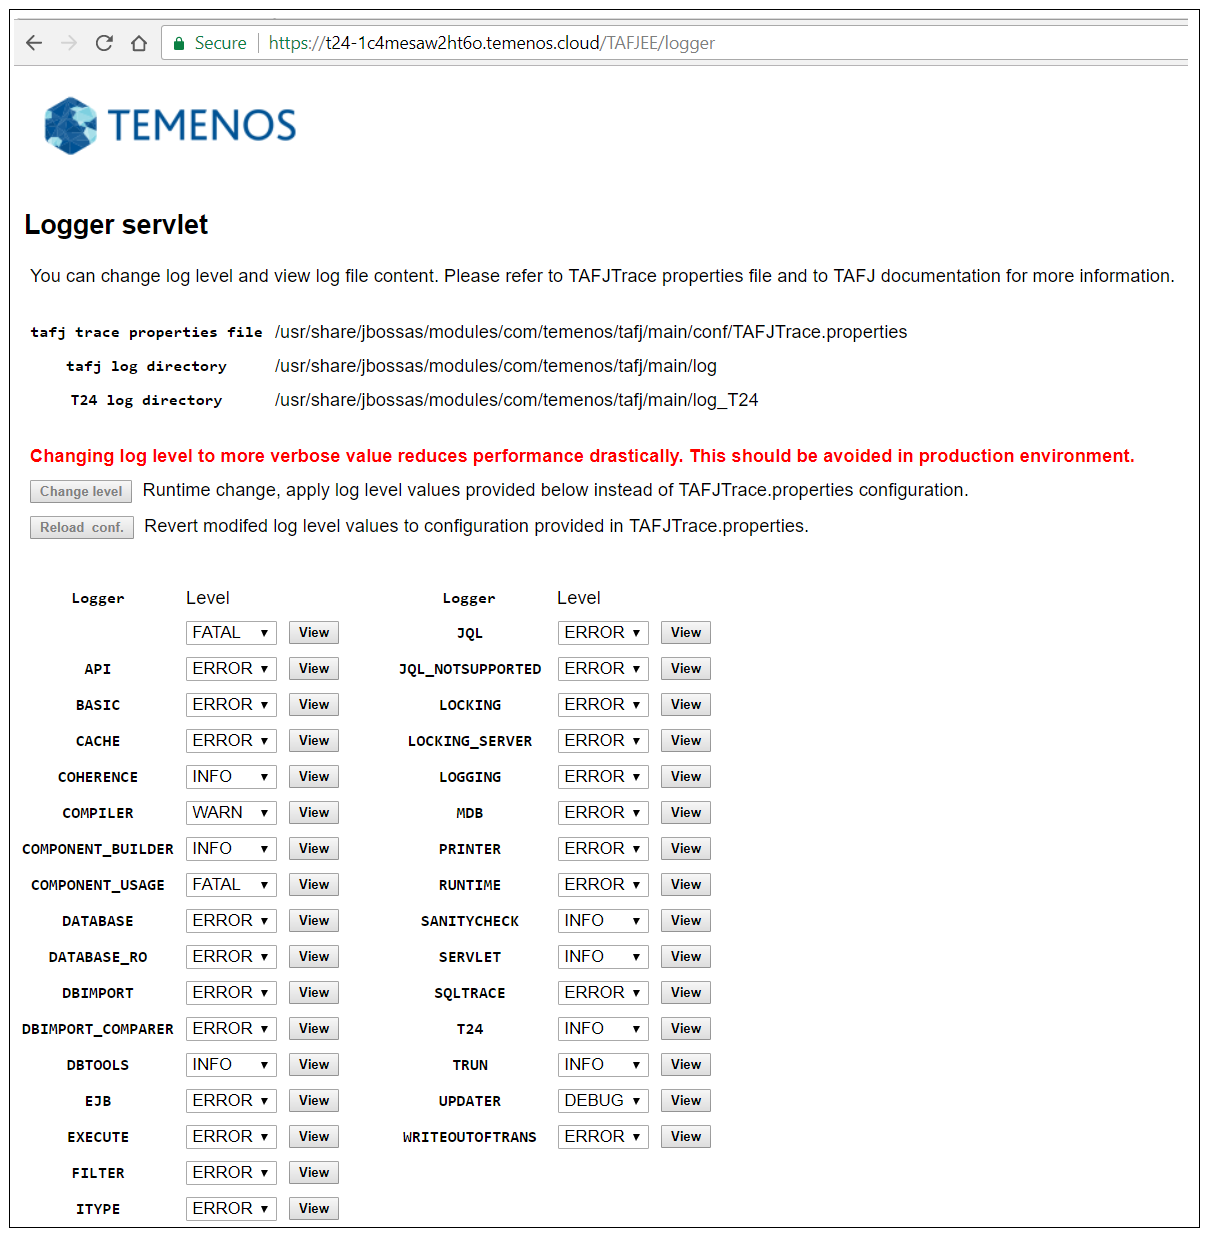 Secure https://t24-1c4mesaw2ht6o.temenos.cloud/TAFJEE/logger
TEMENOS
Logger servlet
You can change log level and view log file content. Please refer to TAFJTrace properties file and to TAFJ documentation for more information.
tafj trace properties file /usr/share/jbossas/modules/com/temenos/tafj/main/conf/TAFJTrace.properties
tafj log directory /usr/share/jbossas/modules/com/temenos/tafj/main/log
T24 log directory /usr/share/jbossas/modules/com/temenos/tafj/main/log_T24
Changing log level to more verbose value reduces performance drastically. This should be avoided in production environment.
Change level Runtime change, apply log level values provided below instead of TAFJTrace.properties configuration.
Reload conf. Revert modifed log level values to configuration provided in TAFJTrace.properties.
Logger Level Logger Level
FATAL View JQL ERROR View
API ERROR View JQL_NOTSUPPORTED ERROR View
BASIC ERROR View LOCKING ERROR View
CACHE ERROR View LOCKING_SERVER ERROR View
COHERENCE INFO View LOGGING ERROR View
COMPILER WARN View MDB ERROR View
COMPONENT_BUILDER INFO View PRINTER ERROR View
COMPONENT_USAGE FATAL View RUNTIME ERROR View
DATABASE ERROR View SANITYCHECK INFO View
DATABASE_RO ERROR View SERVLET INFO View
DBIMPORT ERROR View SQLTRACE ERROR View
DBIMPORT_COMPARER ERROR View T24 INFO View
DBTOOLS INFO View TRUN INFO View
EJB ERROR View UPDATER DEBUG View
EXECUTE ERROR View WRITEOUTOFTRANS ERROR View
FILTER ERROR View
ITYPE ERROR View